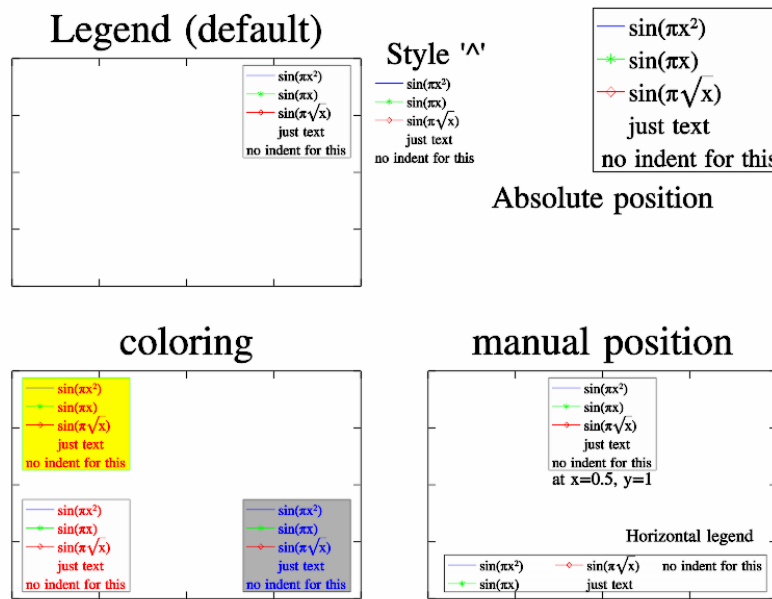 Legend (default)
sin(πx²)
sin(πx)
sin(π√x)
just text
no indent for this
Style '^'
sin(πx²)
sin(πx)
sin(π√x)
just text
no indent for this
sin(πx²)
sin(πx)
sin(π√x)
just text
no indent for this
Absolute position
coloring
sin(πx²)
sin(πx)
sin(π√x)
just text
no indent for this
sin(πx²)
sin(πx)
sin(π√x)
just text
no indent for this
sin(πx²)
sin(πx)
sin(π√x)
just text
no indent for this
manual position
sin(πx²)
sin(πx)
sin(π√x)
just text
no indent for this
at x=0.5, y=1
Horizontal legend
sin(πx²) sin(π√x) no indent for this
sin(πx) just text